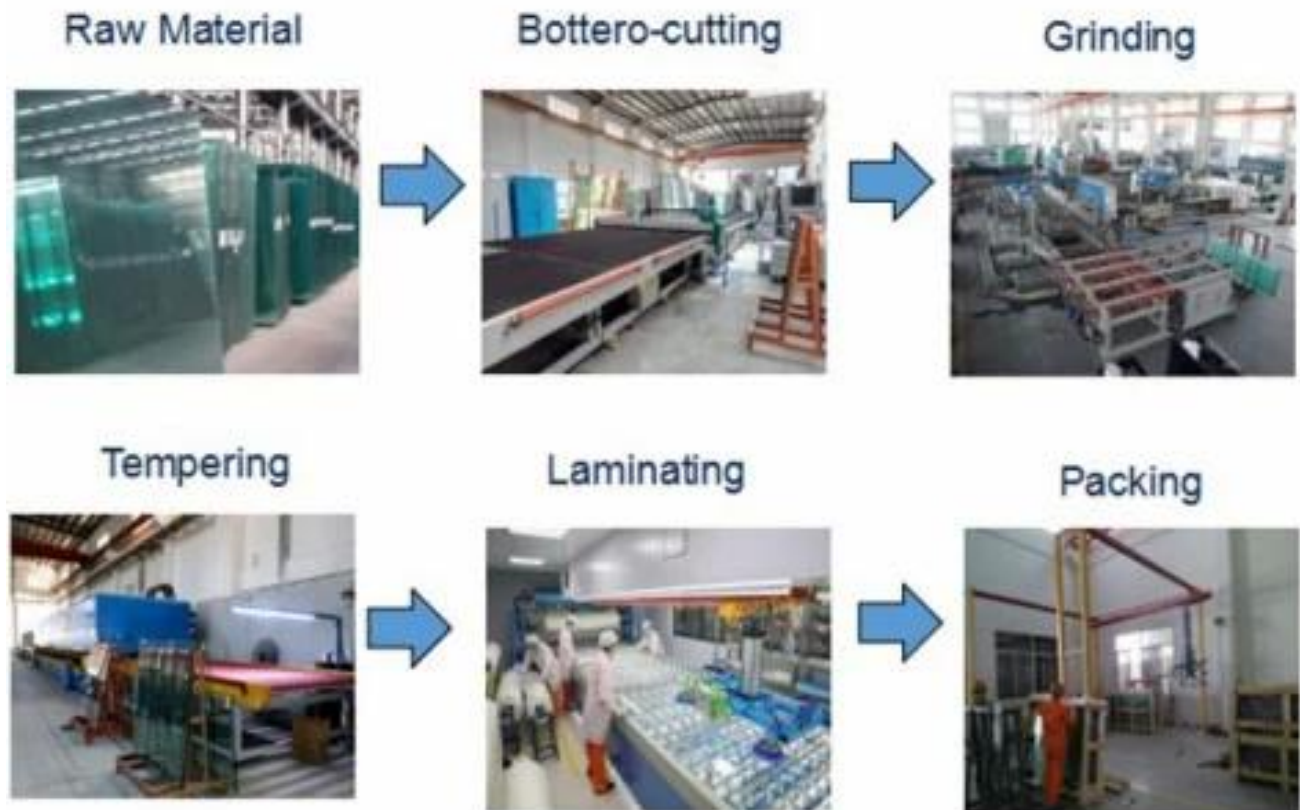 Raw Material
Bottero-cutting
Grinding
Tempering
Laminating
Packing